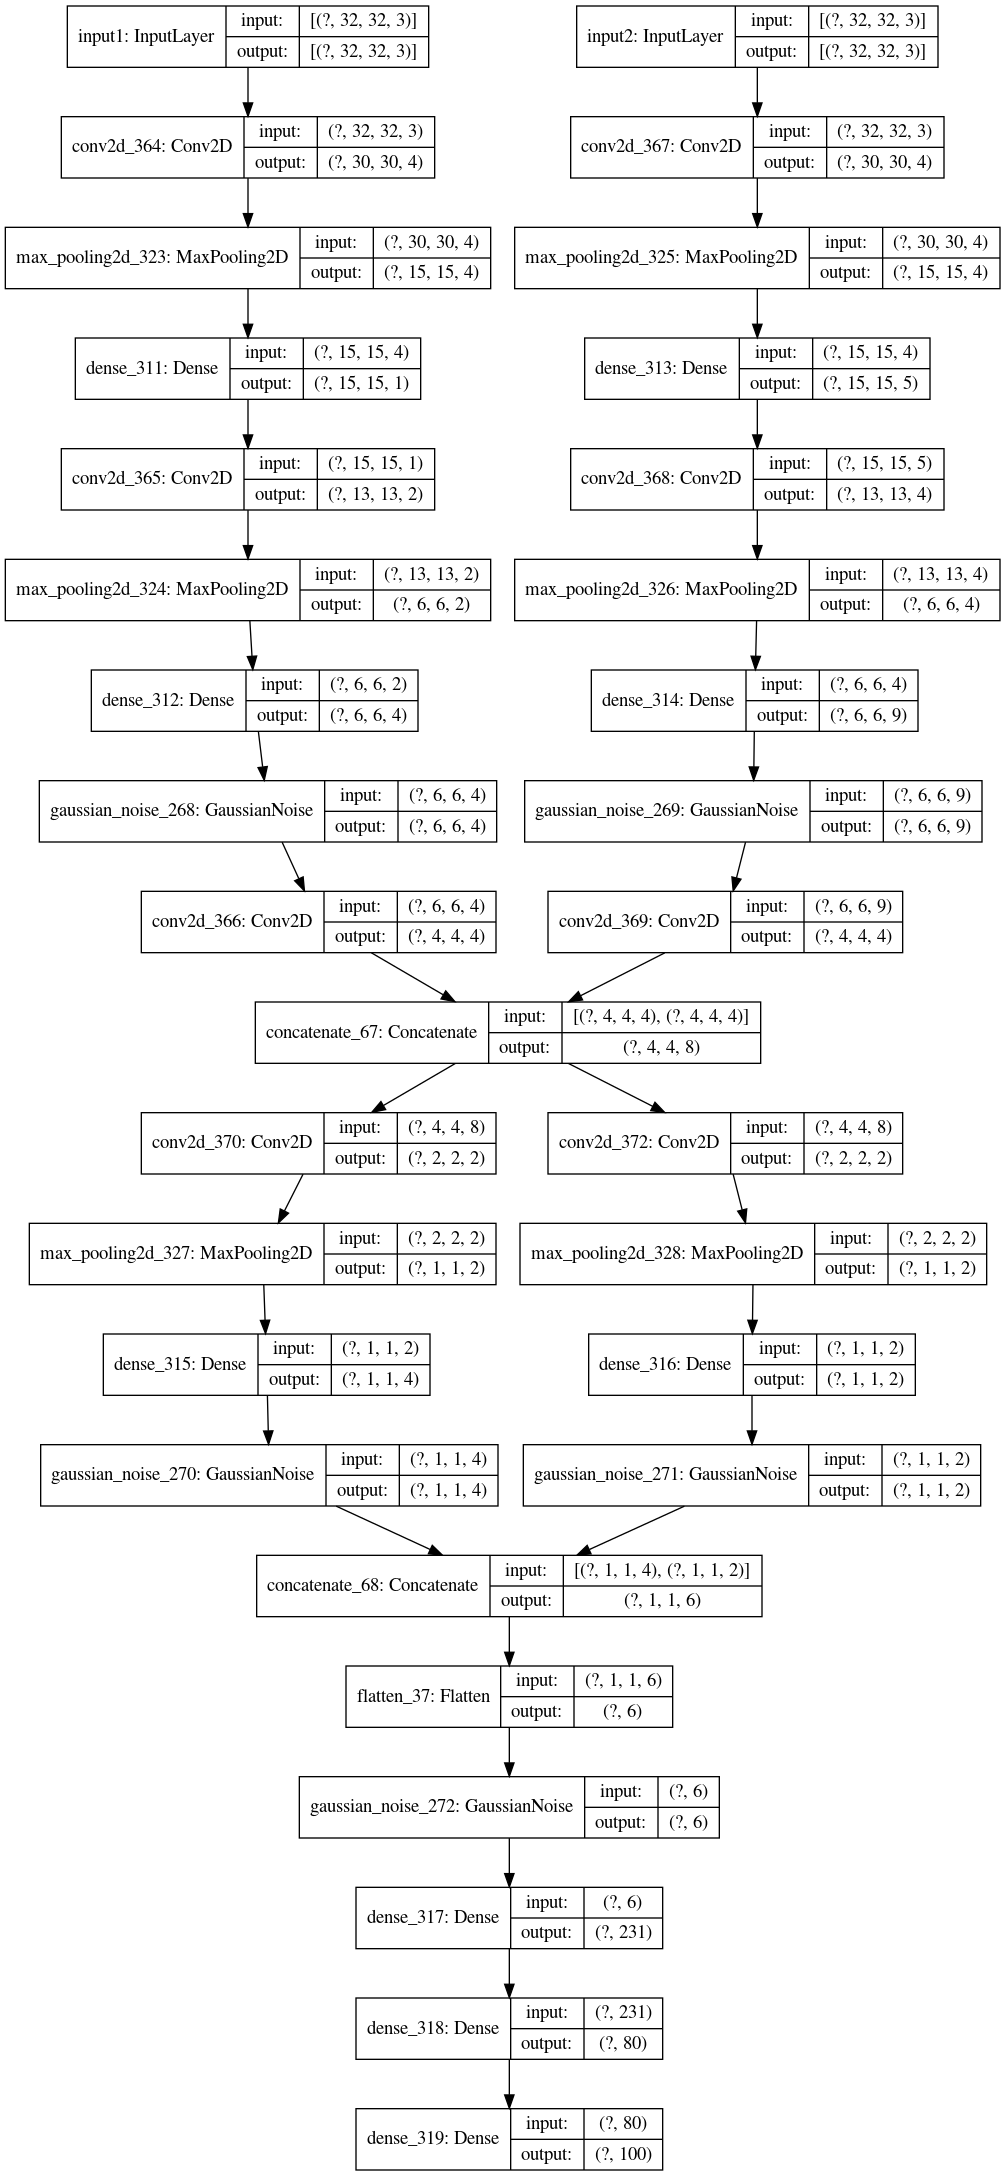 input1: InputLayer
input: [(?, 32, 32, 3)]
output: [(?, 32, 32, 3)]
input2: InputLayer
input: [(?, 32, 32, 3)]
output: [(?, 32, 32, 3)]
conv2d_364: Conv2D
input: (?, 32, 32, 3)
output: (?, 30, 30, 4)
conv2d_367: Conv2D
input: (?, 32, 32, 3)
output: (?, 30, 30, 4)
max_pooling2d_323: MaxPooling2D
input: (?, 30, 30, 4)
output: (?, 15, 15, 4)
max_pooling2d_325: MaxPooling2D
input: (?, 30, 30, 4)
output: (?, 15, 15, 4)
dense_311: Dense
input: (?, 15, 15, 4)
output: (?, 15, 15, 1)
dense_313: Dense
input: (?, 15, 15, 4)
output: (?, 15, 15, 5)
conv2d_365: Conv2D
input: (?, 15, 15, 1)
output: (?, 13, 13, 2)
conv2d_368: Conv2D
input: (?, 15, 15, 5)
output: (?, 13, 13, 4)
max_pooling2d_324: MaxPooling2D
input: (?, 13, 13, 2)
output: (?, 6, 6, 2)
max_pooling2d_326: MaxPooling2D
input: (?, 13, 13, 4)
output: (?, 6, 6, 4)
dense_312: Dense
input: (?, 6, 6, 2)
output: (?, 6, 6, 4)
dense_314: Dense
input: (?, 6, 6, 4)
output: (?, 6, 6, 9)
gaussian_noise_268: GaussianNoise
input: (?, 6, 6, 4)
output: (?, 6, 6, 4)
gaussian_noise_269: GaussianNoise
input: (?, 6, 6, 9)
output: (?, 6, 6, 9)
conv2d_366: Conv2D
input: (?, 6, 6, 4)
output: (?, 4, 4, 4)
conv2d_369: Conv2D
input: (?, 6, 6, 9)
output: (?, 4, 4, 4)
concatenate_67: Concatenate
input: [(?, 4, 4, 4), (?, 4, 4, 4)]
output: (?, 4, 4, 8)
conv2d_370: Conv2D
input: (?, 4, 4, 8)
output: (?, 2, 2, 2)
conv2d_372: Conv2D
input: (?, 4, 4, 8)
output: (?, 2, 2, 2)
max_pooling2d_327: MaxPooling2D
input: (?, 2, 2, 2)
output: (?, 1, 1, 2)
max_pooling2d_328: MaxPooling2D
input: (?, 2, 2, 2)
output: (?, 1, 1, 2)
dense_315: Dense
input: (?, 1, 1, 2)
output: (?, 1, 1, 4)
dense_316: Dense
input: (?, 1, 1, 2)
output: (?, 1, 1, 2)
gaussian_noise_270: GaussianNoise
input: (?, 1, 1, 4)
output: (?, 1, 1, 4)
gaussian_noise_271: GaussianNoise
input: (?, 1, 1, 2)
output: (?, 1, 1, 2)
concatenate_68: Concatenate
input: [(?, 1, 1, 4), (?, 1, 1, 2)]
output: (?, 1, 1, 6)
flatten_37: Flatten
input: (?, 1, 1, 6)
output: (?, 6)
gaussian_noise_272: GaussianNoise
input: (?, 6)
output: (?, 6)
dense_317: Dense
input: (?, 6)
output: (?, 231)
dense_318: Dense
input: (?, 231)
output: (?, 80)
dense_319: Dense
input: (?, 80)
output: (?, 100)